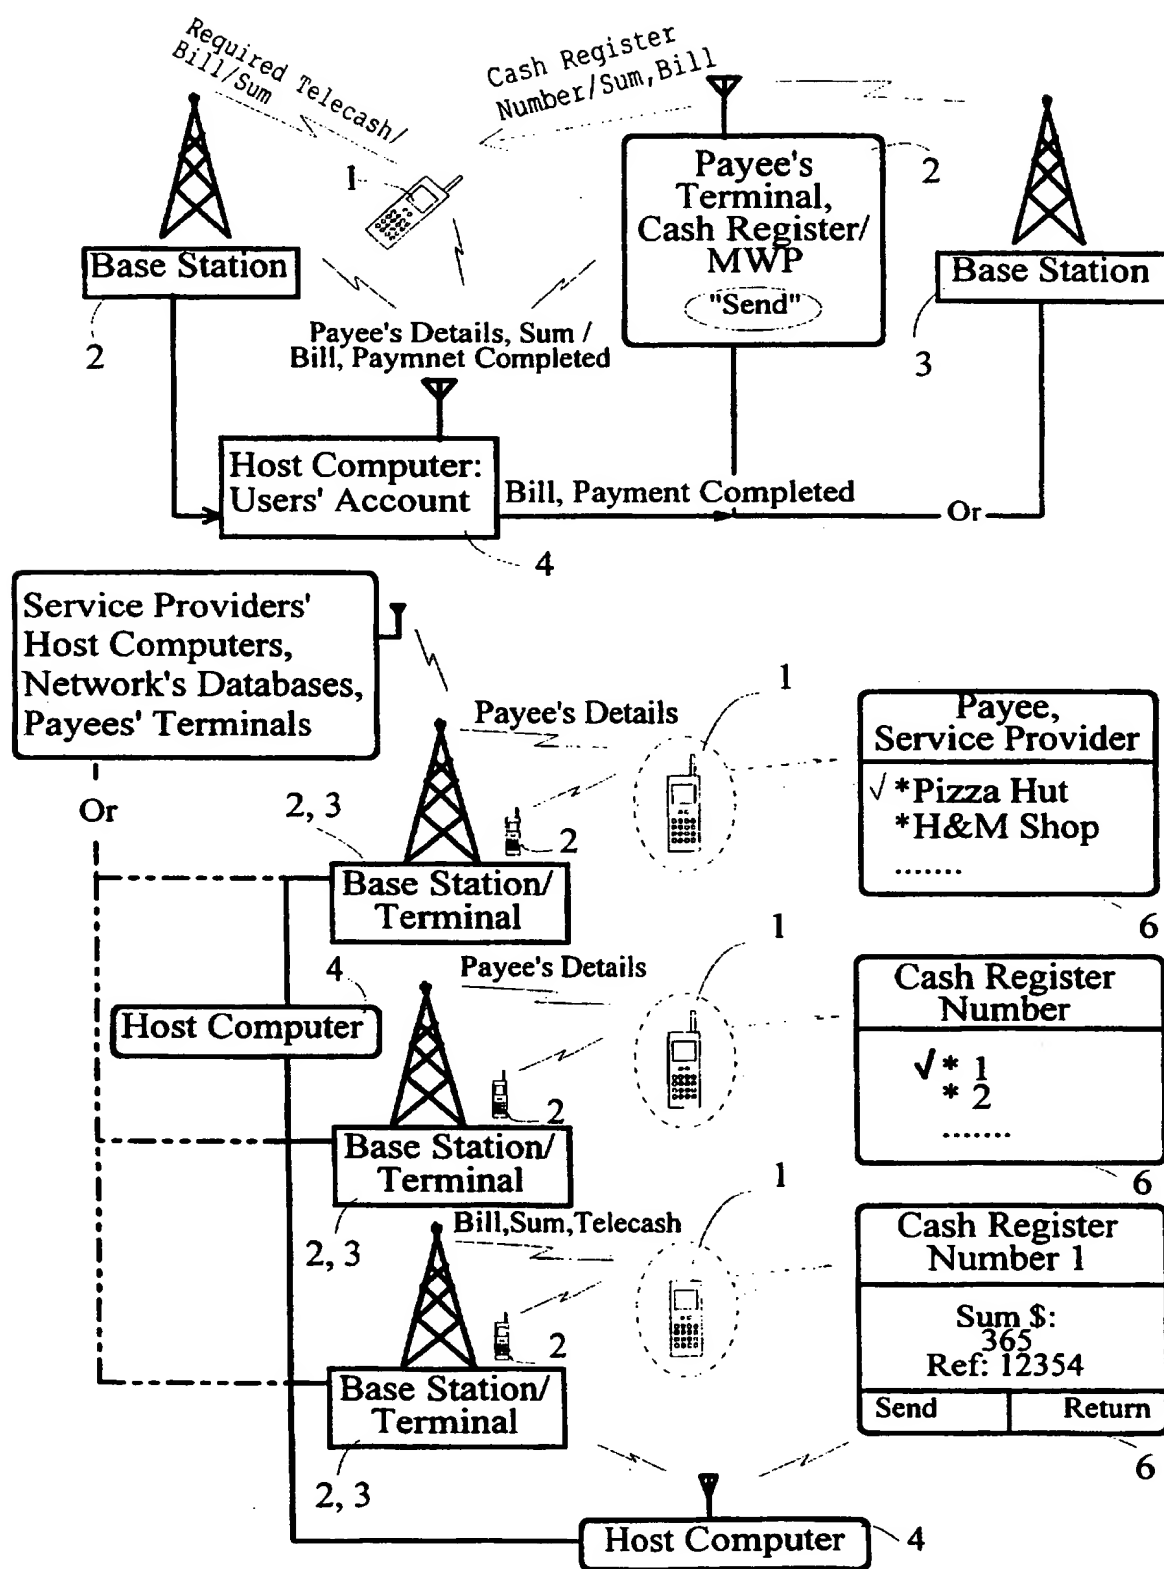 Required Telecash/
Bill/Sum
Cash Register
Number/Sum,Bill
1
Payee's
Terminal,
Cash Register/
MWP
"Send"
2
Base Station
2
Base Station
3
Payee's Details, Sum /
Bill, Paymnet Completed
Host Computer:
Users' Account
Bill, Payment Completed
Or
4
Service Providers'
Host Computers,
Network's Databases,
Payees' Terminals
Or
Payee's Details
1
Payee,
Service Provider
√ *Pizza Hut
*H&M Shop
.......
6
2, 3
2
Base Station/
Terminal
4
Host Computer
Payee's Details
1
Cash Register
Number
√ * 1
* 2
.......
6
2
Base Station/
Terminal
2, 3
Bill,Sum,Telecash
1
Cash Register
Number 1
Sum $:
365
Ref: 12354
Send
Return
6
2
Base Station/
Terminal
2, 3
Host Computer
4